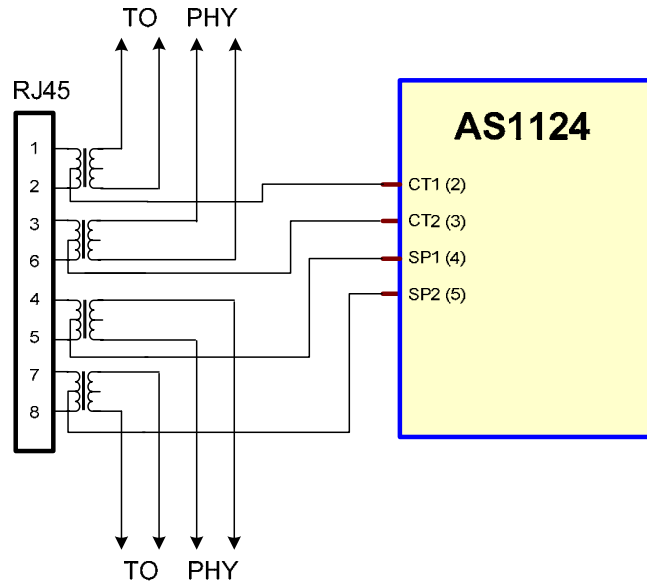 TO PHY
RJ45
1
2
3
6
4
5
7
8
AS1124
CT1 (2)
CT2 (3)
SP1 (4)
SP2 (5)
TO PHY